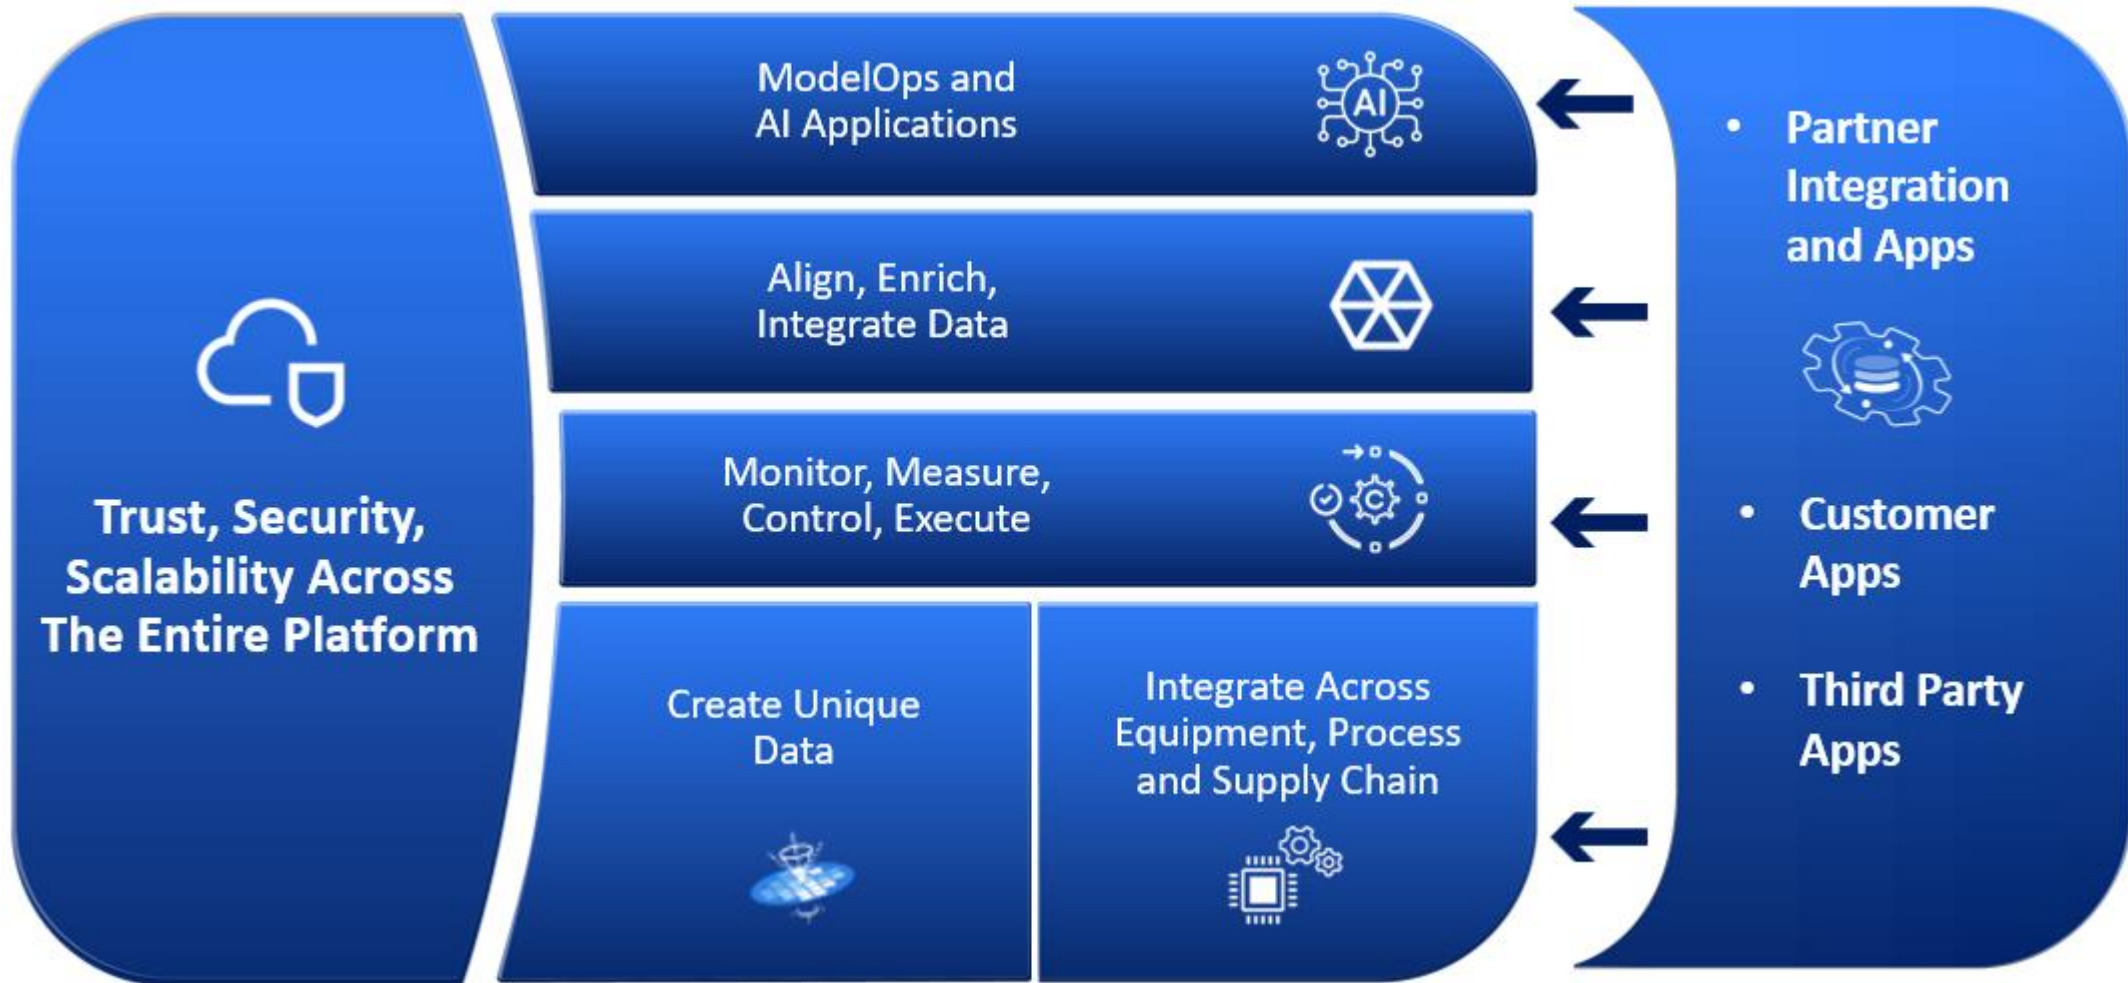 Trust, Security,
Scalability Across
The Entire Platform
ModelOps and
AI Applications
AI
Align, Enrich,
Integrate Data
Monitor, Measure,
Control, Execute
C
Create Unique
Data
Integrate Across
Equipment, Process
and Supply Chain
• Partner
Integration
and Apps
• Customer
Apps
• Third Party
Apps